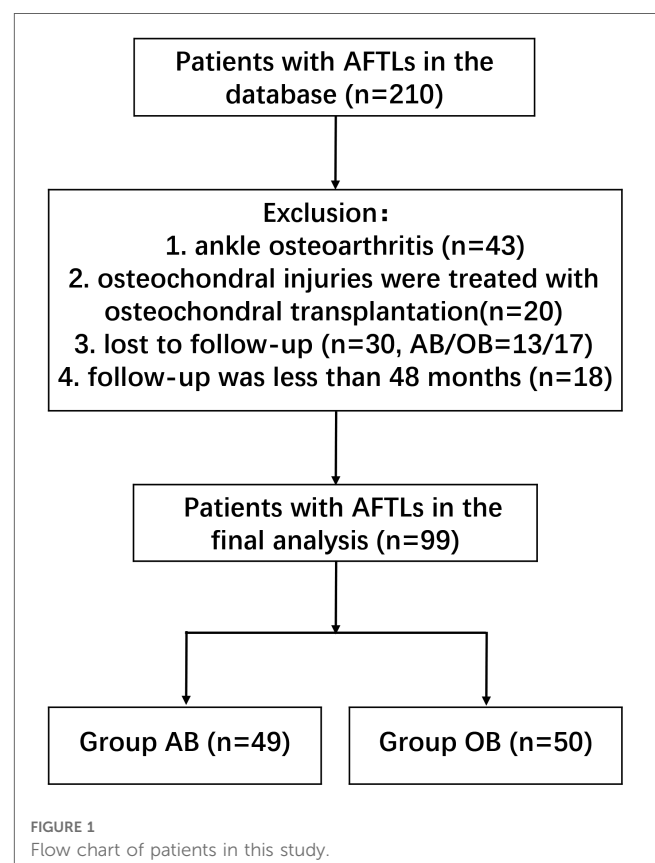 Patients with AFTLs in the
database (n=210)
Exclusion:
1. ankle osteoarthritis (n=43)
2. osteochondral injuries were treated with
osteochondral transplantation(n=20)
3. lost to follow-up (n=30, AB/OB=13/17)
4. follow-up was less than 48 months (n=18)
Patients with AFTLs in the
final analysis (n=99)
Group AB (n=49)
Group OB (n=50)
FIGURE 1
Flow chart of patients in this study.